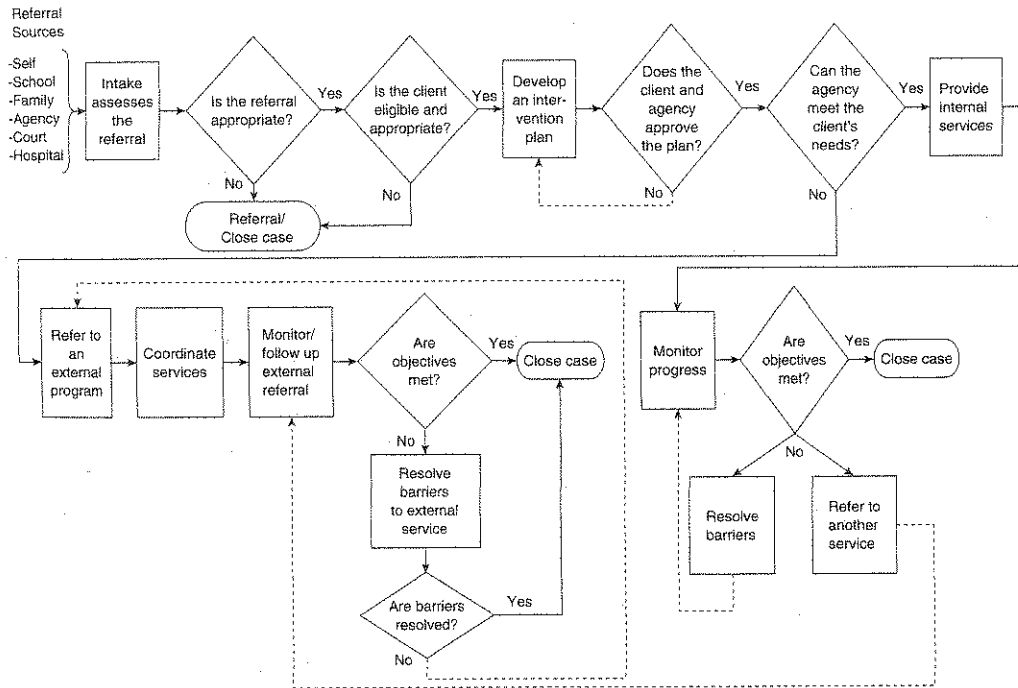 Referral
Sources
-Self
-School
-Family
-Agency
-Court
-Hospital
Intake
assesses
the
referral
Is the referral
appropriate?
Yes
No
Is the client
eligible and
appropriate?
Yes
No
Referral/
Close case
Develop
an inter-
vention
plan
Does the
client and
agency
approve
the plan?
Yes
No
Can the
agency
meet the
client's
needs?
Yes
No
Provide
internal
services
Refer to
an
external
program
Coordinate
services
Monitor/
follow up
external
referral
Are
objectives
met?
Yes
Close case
No
Resolve
barriers
to external
service
Are barriers
resolved?
Yes
No
Monitor
progress
Are
objectives
met?
Yes
Close case
No
Resolve
barriers
Refer to
another
service